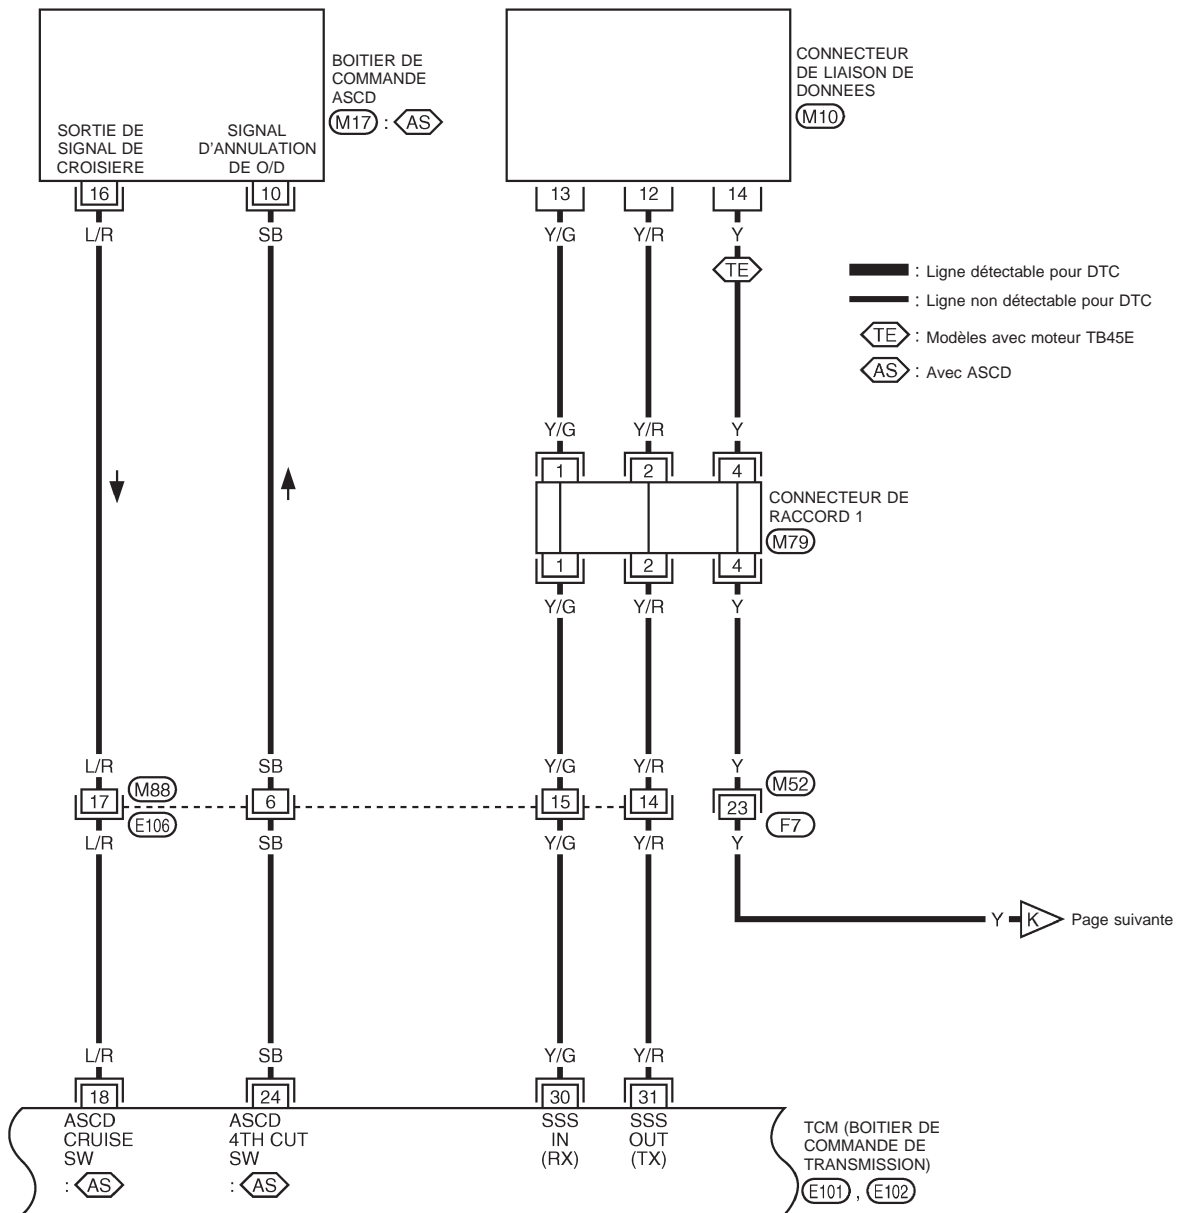 BOITIER DE
COMMANDE
ASCD
M17 : AS
SORTIE DE
SIGNAL DE
CROISIERE
SIGNAL
D'ANNULATION
DE O/D
CONNECTEUR
DE LIAISON DE
DONNEES
M10
16 10 13 12 14
L/R SB Y/G Y/R Y
TE
: Ligne détectable pour DTC
: Ligne non détectable pour DTC
TE : Modèles avec moteur TB45E
AS : Avec ASCD
Y/G Y/R Y
1 2 4
CONNECTEUR DE
RACCORD 1
M79
1 2 4
Y/G Y/R Y
L/R SB Y/G Y/R Y
17 M88 6 15 14 23 M52
E106 F7
L/R SB Y/G Y/R Y
Y K Page suivante
L/R SB Y/G Y/R
18 24 30 31
ASCD
CRUISE
SW
: AS
ASCD
4TH CUT
SW
: AS
SSS
IN
(RX)
SSS
OUT
(TX)
TCM (BOITIER DE
COMMANDE DE
TRANSMISSION)
E101 , E102